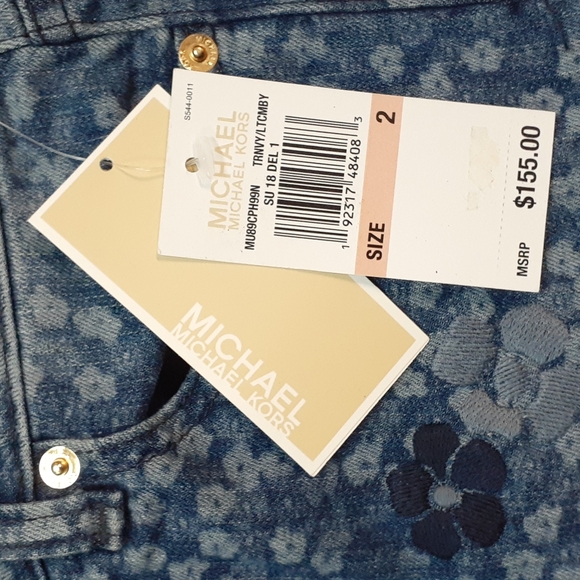 S544-0011
MICHAEL
MICHAEL KORS
MU89CPH99N TRNVY/LTCMBY
SU 18 DEL 1
1 92317 48408 3
SIZE 2
MSRP $155.00
MICHAEL
MICHAEL KORS